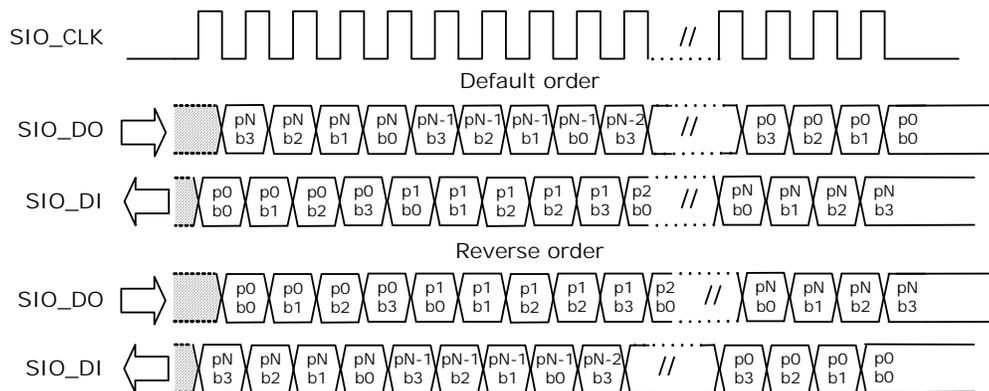 SIO_CLK
//
Default order
SIO_DO
pN pN pN pN pN-1 pN-1 pN-1 pN-1 pN-2 // p0 p0 p0 p0
b3 b2 b1 b0 b3 b2 b1 b0 b3 b3 b2 b1 b0
SIO_DI
p0 p0 p0 p0 p1 p1 p1 p1 p1 p2 // pN pN pN pN
b0 b1 b2 b3 b0 b1 b2 b2 b3 b0 b0 b1 b2 b3
Reverse order
SIO_DO
p0 p0 p0 p0 p1 p1 p1 p1 p1 p2 // pN pN pN pN
b0 b1 b2 b3 b0 b1 b2 b2 b3 b0 b0 b1 b2 b3
SIO_DI
pN pN pN pN pN-1 pN-1 pN-1 pN-1 pN-2 // p0 p0 p0 p0
b3 b2 b1 b0 b3 b2 b1 b0 b3 b3 b2 b1 b0